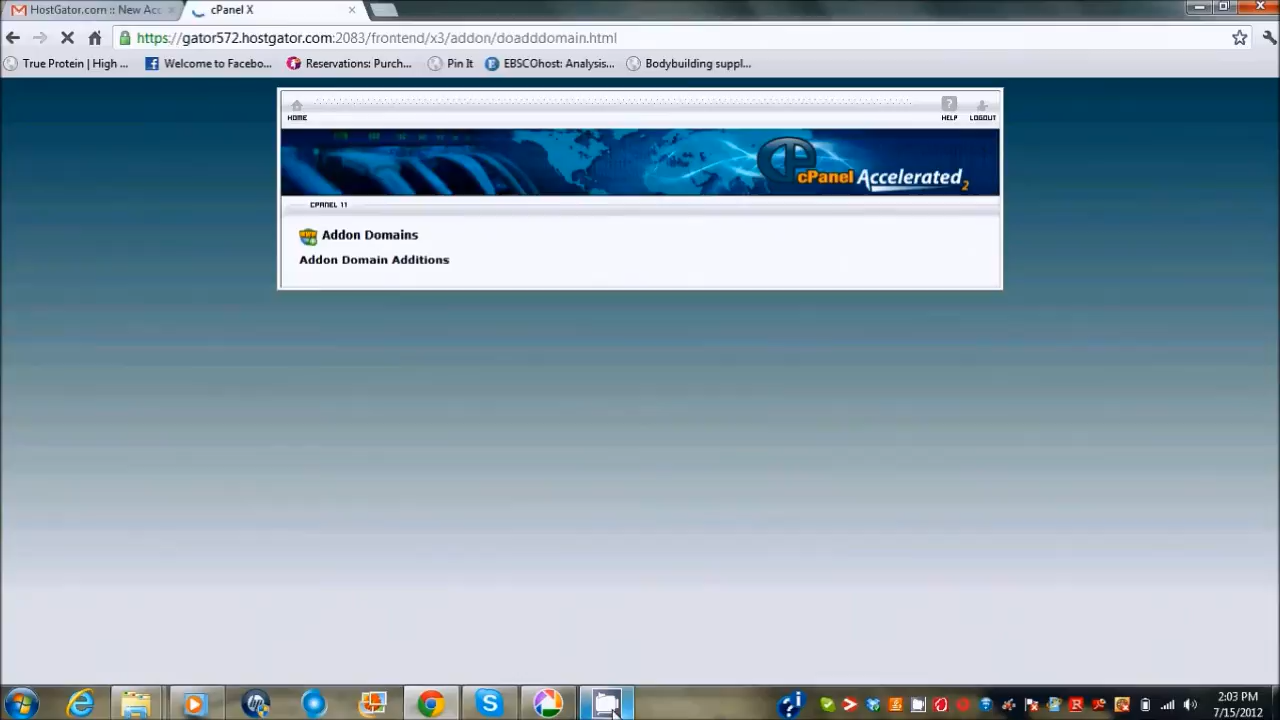 HostGator.com :: New Acc
cPanel X
https://gator572.hostgator.com:2083/frontend/x3/addon/doadddomain.html
True Protein | High ...
Welcome to Facebo...
Reservations: Purch...
Pin It
EBSCOhost: Analysis...
Bodybuilding suppl...
HOME
HELP
LOGOUT
cPanel Accelerated2
CPANEL 11
Addon Domains
Addon Domain Additions
2:03 PM
7/15/2012